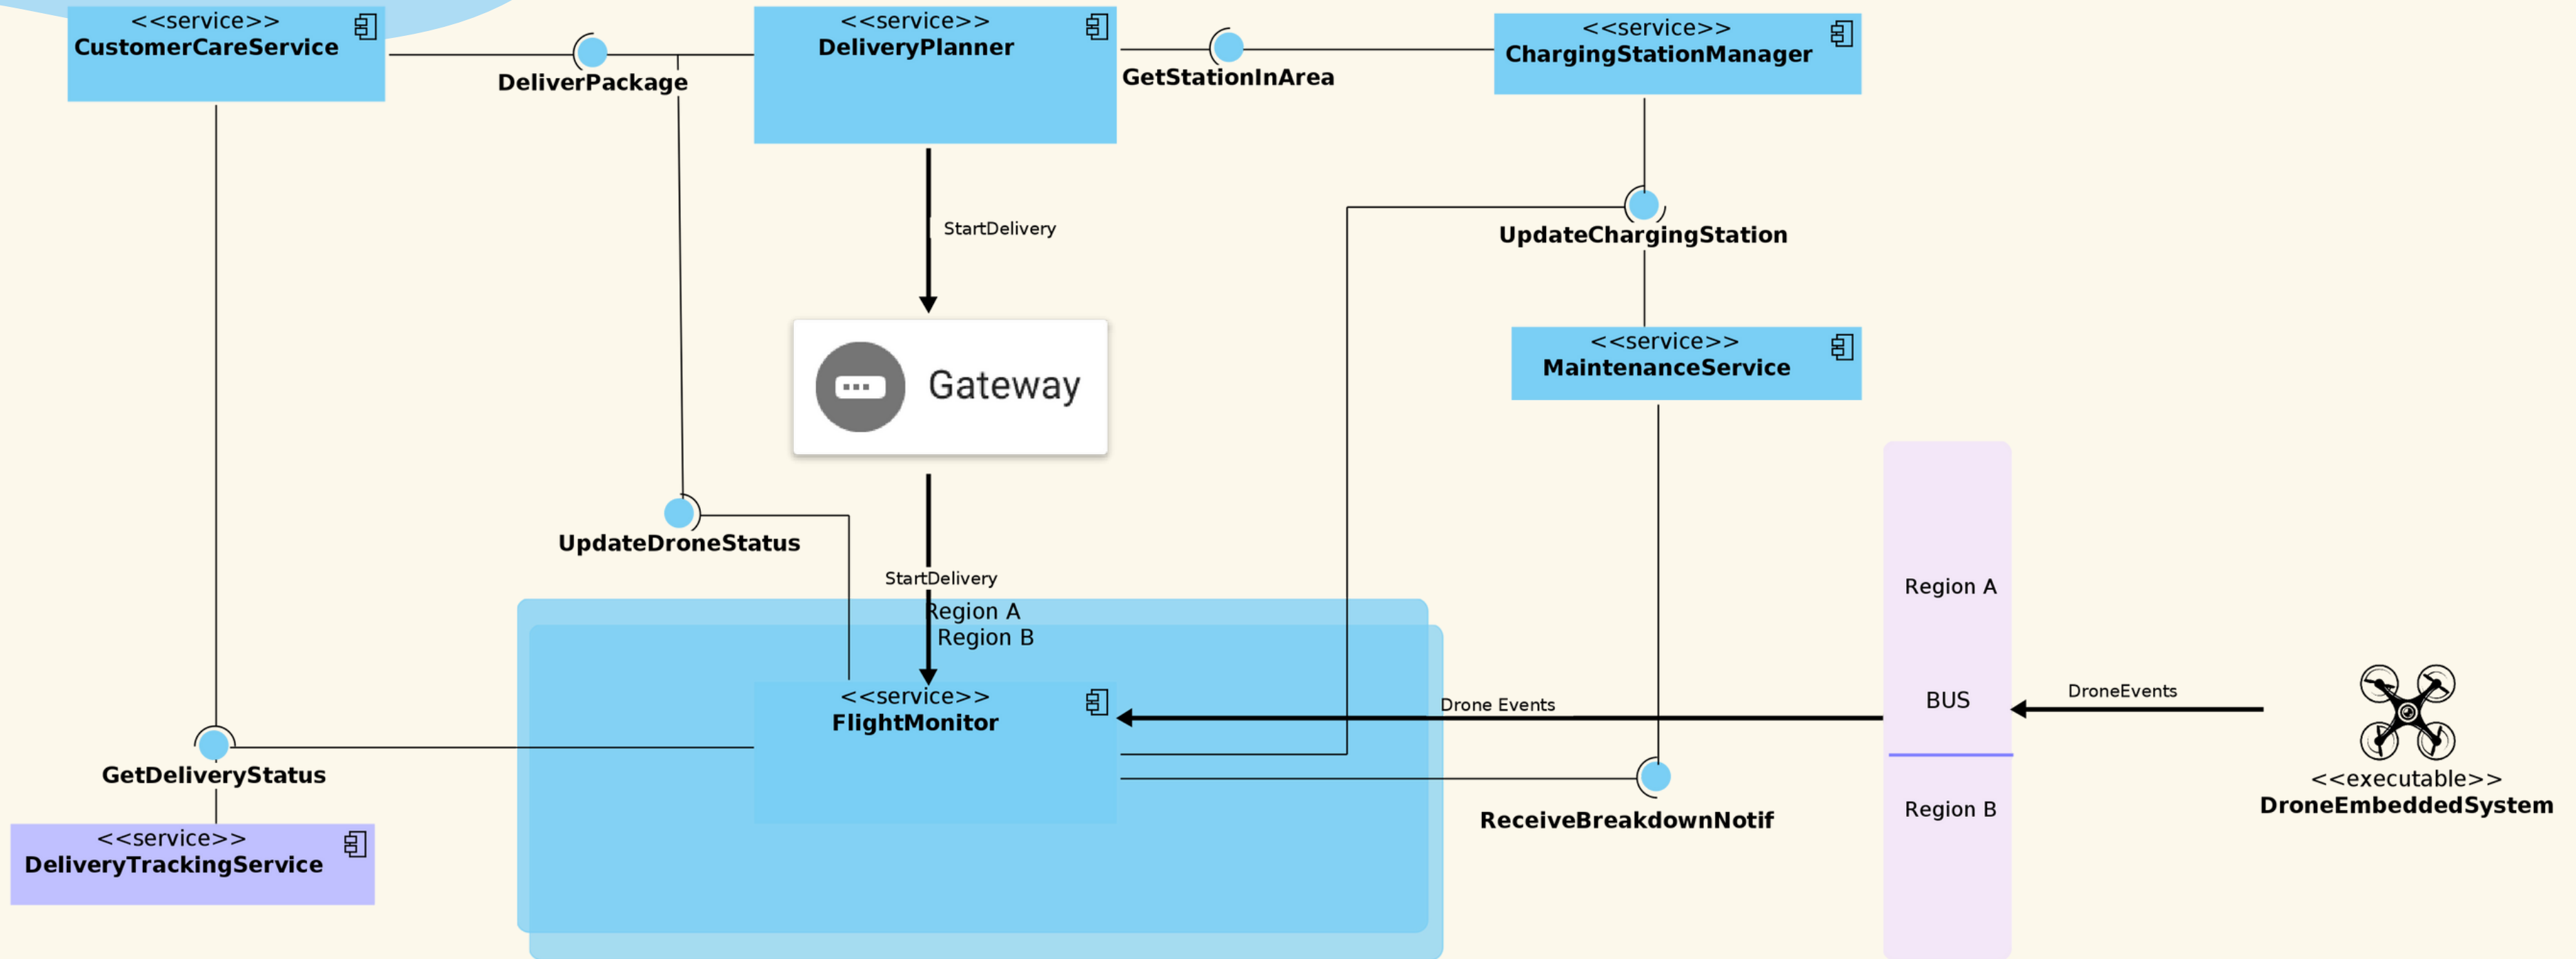 <<service>>
CustomerCareService
DeliverPackage
<<service>>
DeliveryPlanner
GetStationInArea
<<service>>
ChargingStationManager
StartDelivery
UpdateChargingStation
Gateway
<<service>>
MaintenanceService
UpdateDroneStatus
StartDelivery
Region A
Region B
<<service>>
FlightMonitor
Drone Events
Region A
BUS
Region B
DroneEvents
<<executable>>
DroneEmbeddedSystem
GetDeliveryStatus
ReceiveBreakdownNotif
<<service>>
DeliveryTrackingService